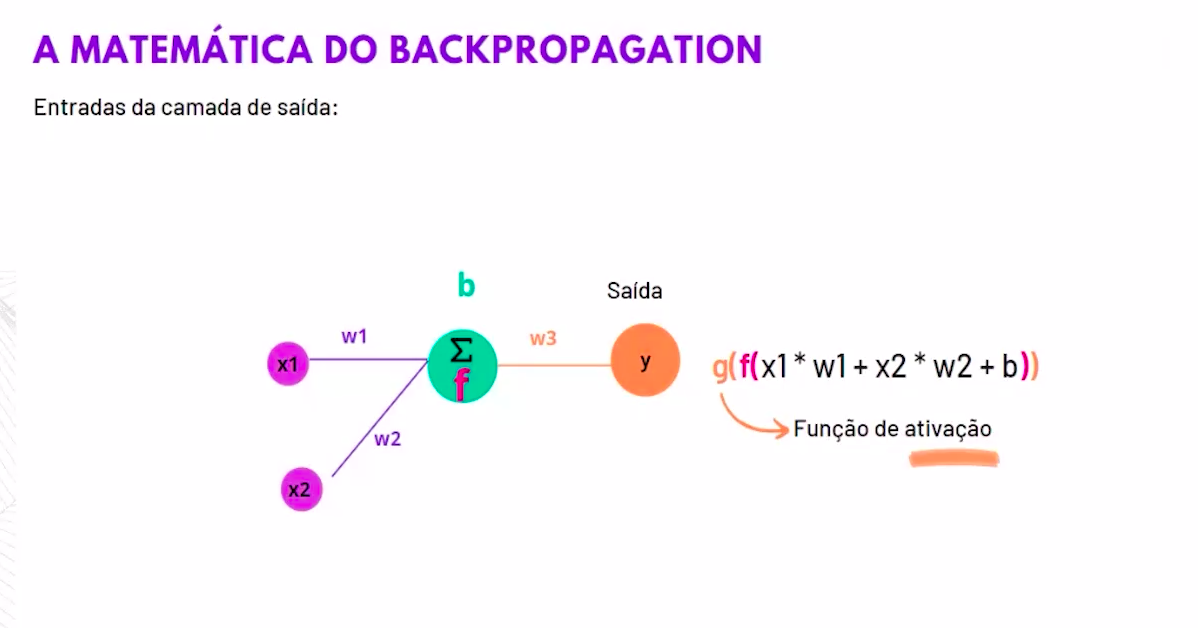 A MATEMÁTICA DO BACKPROPAGATION
Entradas da camada de saída:
b
Saída
w1
w3
x1
Σ
f
y
g(f(x1 * w1 + x2 * w2 + b))
w2
Função de ativação
x2